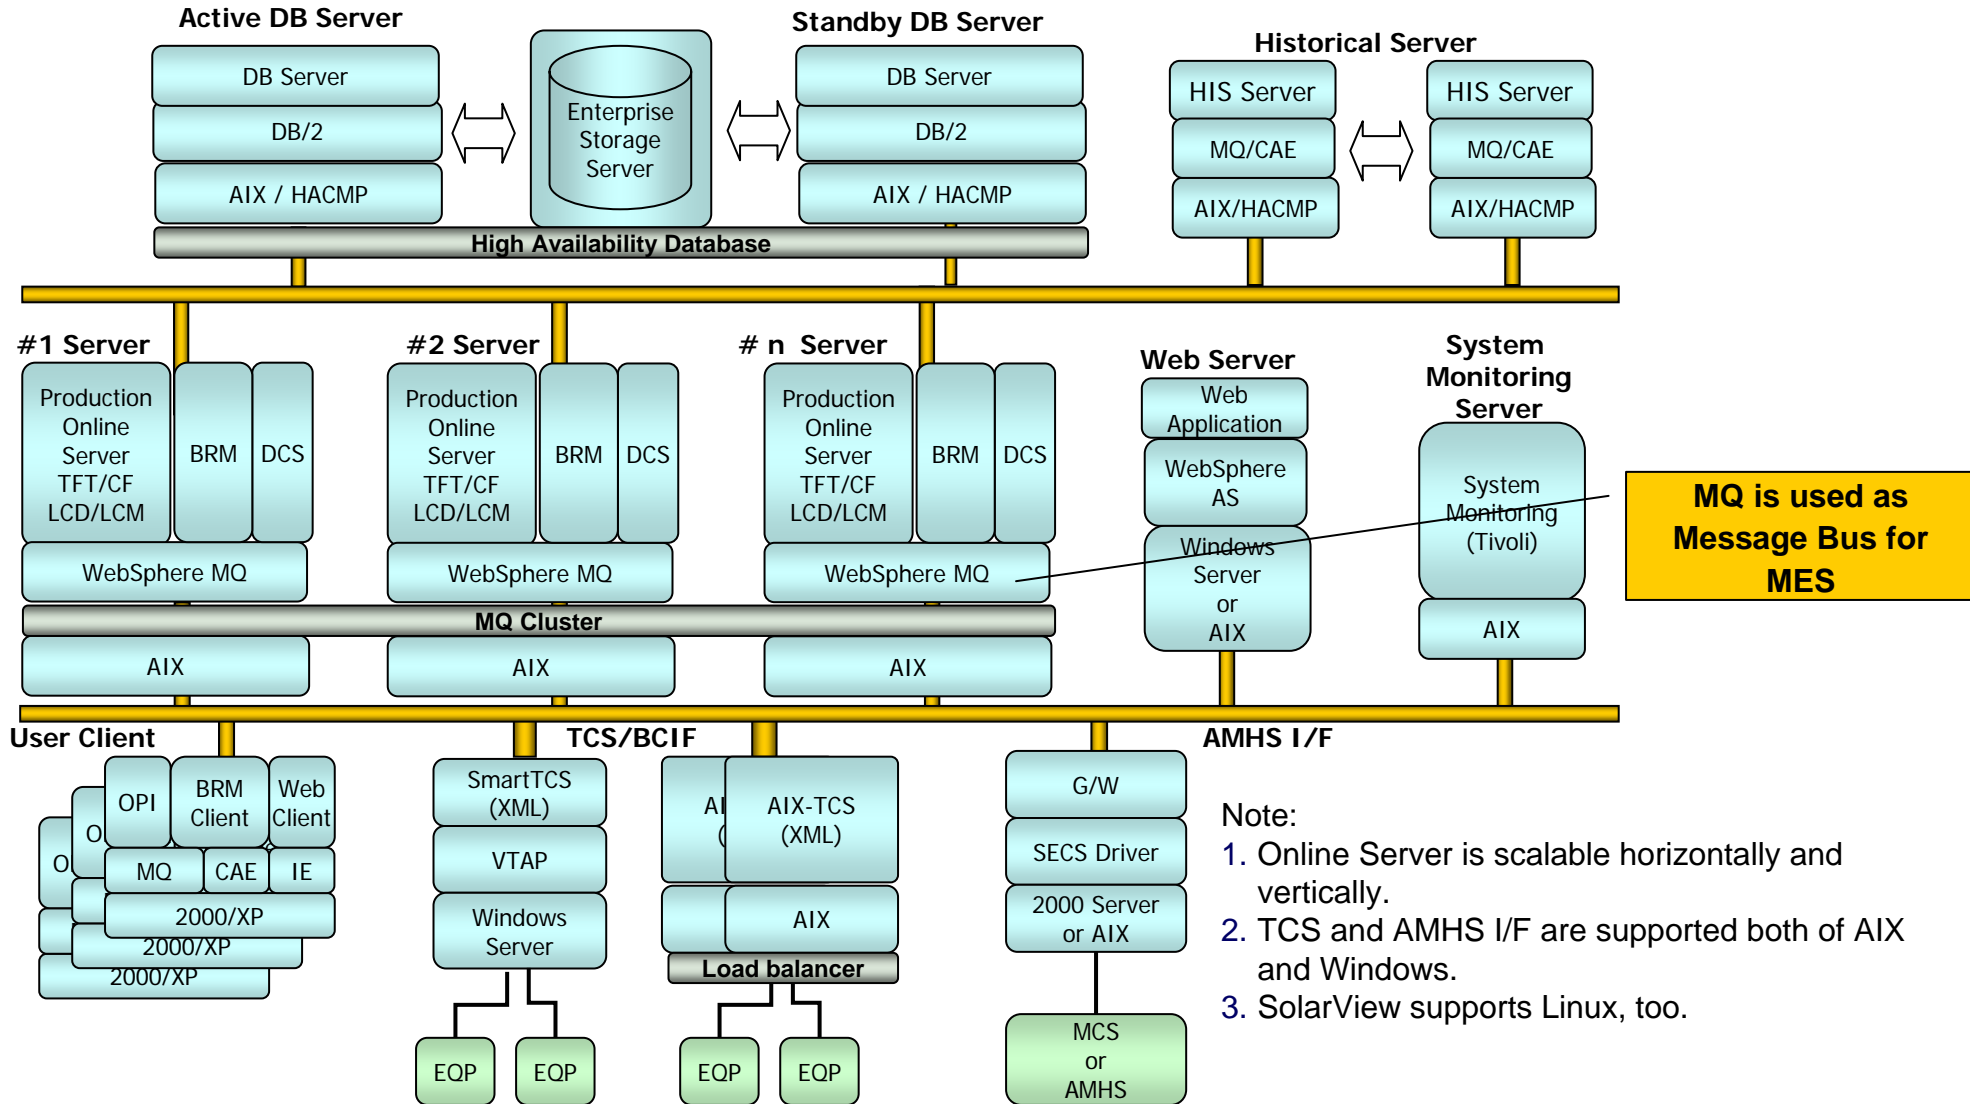 Active DB Server
DB Server
DB/2
AIX / HACMP
Enterprise
Storage
Server
Standby DB Server
DB Server
DB/2
AIX / HACMP
High Availability Database
Historical Server
HIS Server
MQ/CAE
AIX/HACMP
HIS Server
MQ/CAE
AIX/HACMP
#1 Server
Production
Online
Server
TFT/CF
LCD/LCM
BRM
DCS
WebSphere MQ
#2 Server
Production
Online
Server
TFT/CF
LCD/LCM
BRM
DCS
WebSphere MQ
# n Server
Production
Online
Server
TFT/CF
LCD/LCM
BRM
DCS
WebSphere MQ
MQ Cluster
AIX
AIX
AIX
Web Server
Web
Application
WebSphere
AS
Windows
Server
or
AIX
System
Monitoring
Server
System
Monitoring
(Tivoli)
AIX
MQ is used as
Message Bus for
MES
User Client
OPI
BRM
Client
Web
Client
MQ
CAE
IE
2000/XP
O
2000/XP
O
2000/XP
TCS/BCIF
SmartTCS
(XML)
VTAP
Windows
Server
EQP
EQP
AI
(
AIX-TCS
(XML)
AIX
Load balancer
EQP
EQP
AMHS I/F
G/W
SECS Driver
2000 Server
or AIX
MCS
or
AMHS
Note:
1. Online Server is scalable horizontally and
vertically.
2. TCS and AMHS I/F are supported both of AIX
and Windows.
3. SolarView supports Linux, too.